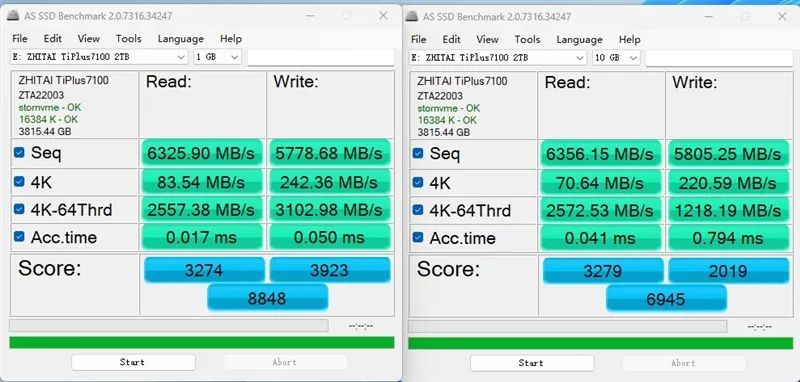 AS SSD Benchmark 2.0.7316.34247
File Edit View Tools Language Help
E: ZHITAI TiPlus7100 2TB 1 GB
ZHITAI TiPlus7100
ZTA22003
stornvme - OK
16384 K - OK
3815.44 GB
Read: Write:
Seq 6325.90 MB/s 5778.68 MB/s
4K 83.54 MB/s 242.36 MB/s
4K-64Thrd 2557.38 MB/s 3102.98 MB/s
Acc.time 0.017 ms 0.050 ms
Score: 3274 3923
8848
--:--:--
Start Abort
AS SSD Benchmark 2.0.7316.34247
File Edit View Tools Language Help
E: ZHITAI TiPlus7100 2TB 10 GB
ZHITAI TiPlus7100
ZTA22003
stornvme - OK
16384 K - OK
3815.44 GB
Read: Write:
Seq 6356.15 MB/s 5805.25 MB/s
4K 70.64 MB/s 220.59 MB/s
4K-64Thrd 2572.53 MB/s 1218.19 MB/s
Acc.time 0.041 ms 0.794 ms
Score: 3279 2019
6945
--:--:--
Start Abort